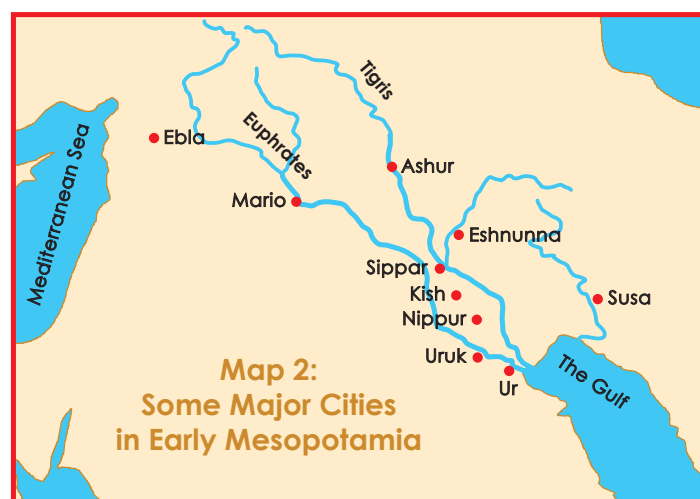 Tigris
Euphrates
Mediterranean Sea
Ebla
Ashur
Mario
Eshnunna
Sippar
Kish
Susa
Nippur
Uruk
Ur
The Gulf
Map 2:
Some Major Cities
in Early Mesopotamia